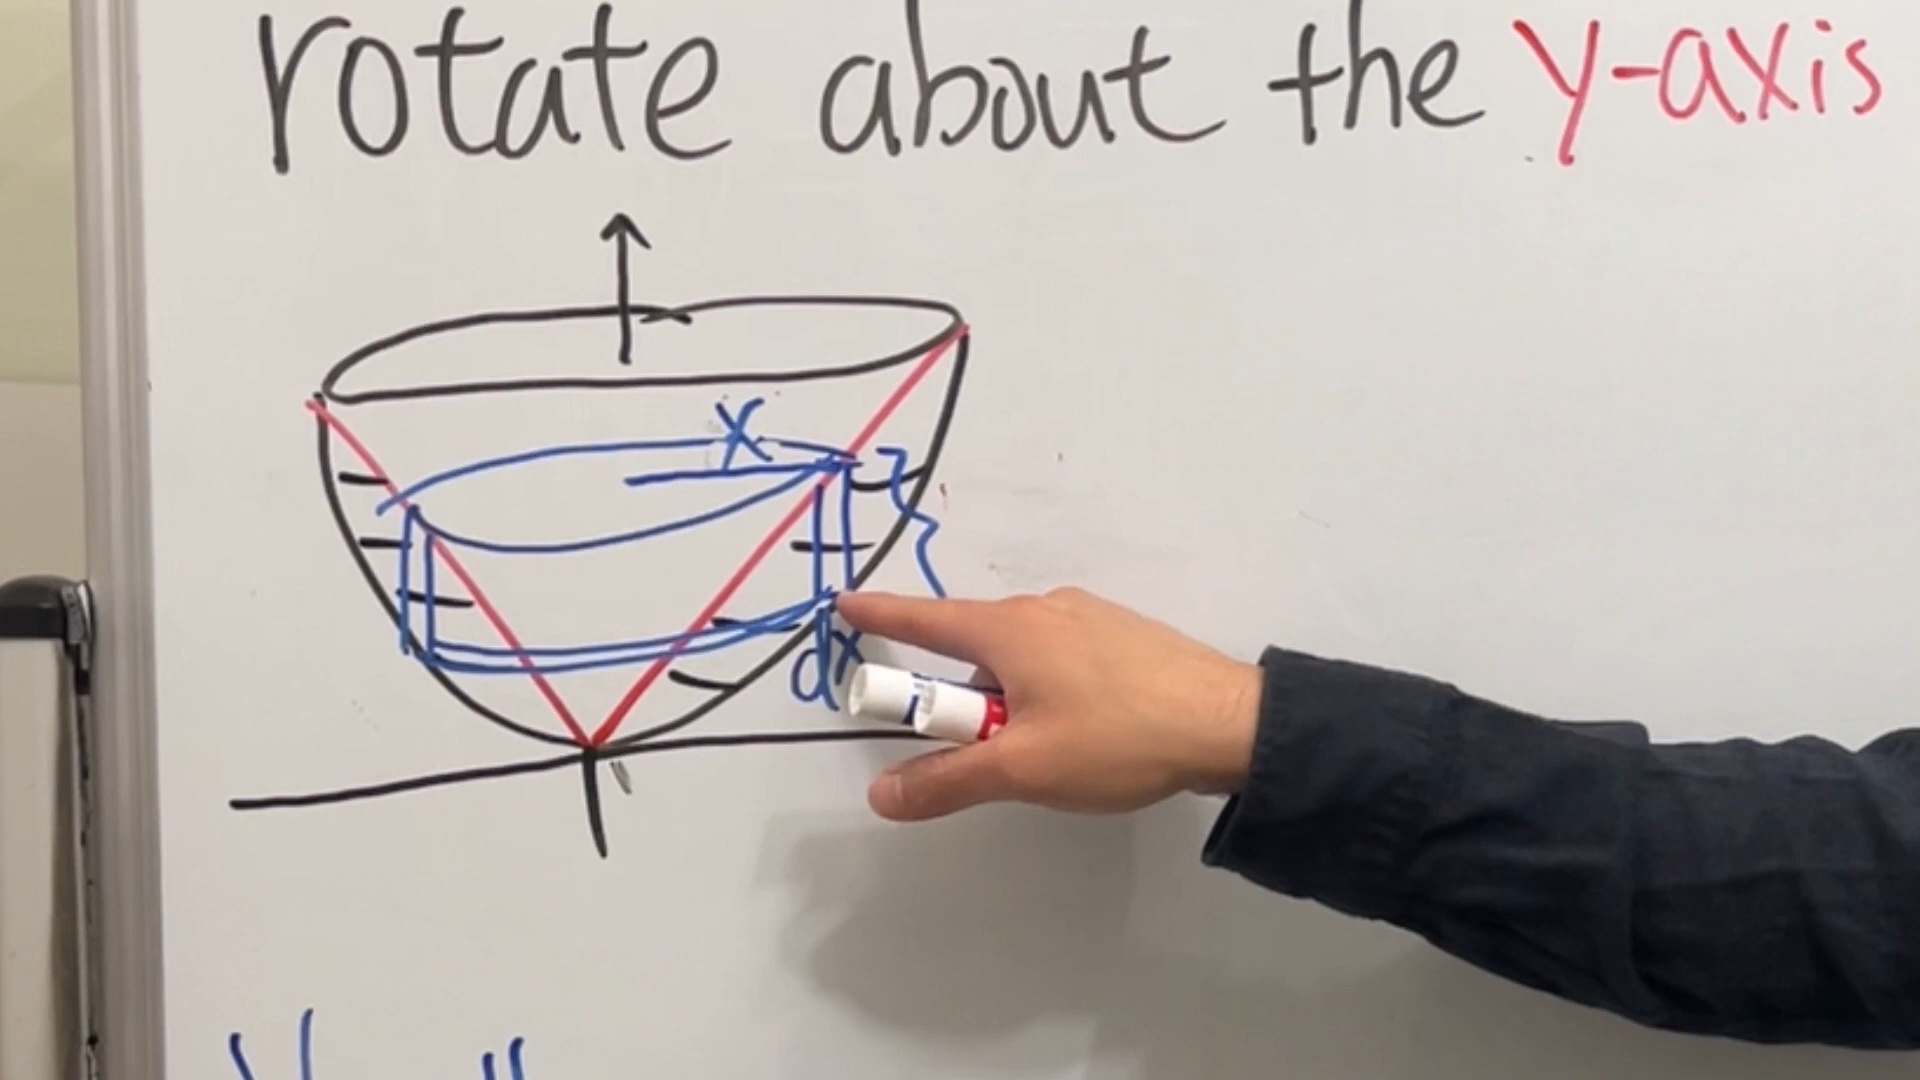 rotate about the y-axis
x
dx